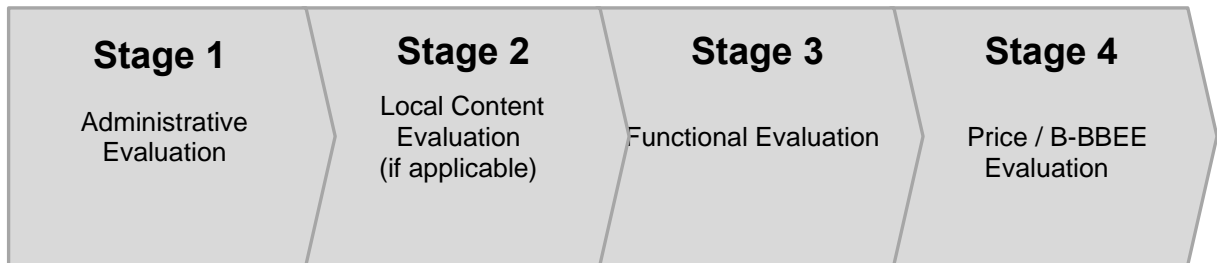 Stage 1
Administrative
Evaluation
Stage 2
Local Content
Evaluation
(if applicable)
Stage 3
Functional Evaluation
Stage 4
Price / B-BBEE
Evaluation